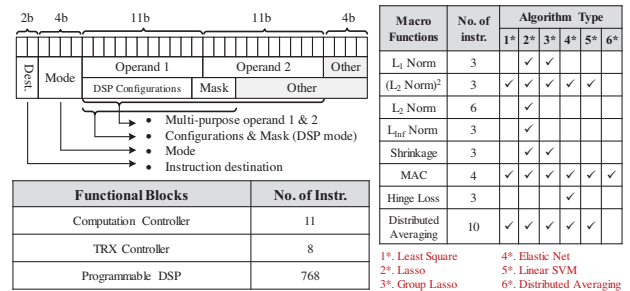 2b 4b 11b 11b 4b
Dest. Mode Operand 1 Operand 2 Other
DSP Configurations Mask Other
• Multi-purpose operand 1 & 2
• Configurations & Mask (DSP mode)
• Mode
• Instruction destination
Functional Blocks No. of Instr.
Computation Controller 11
TRX Controller 8
Programmable DSP 768
Macro Functions No. of instr. Algorithm Type
1* 2* 3* 4* 5* 6*
L1 Norm 3 ✓ ✓
(L2 Norm)² 3 ✓ ✓ ✓ ✓ ✓
L2 Norm 6 ✓
LInf Norm 3 ✓
Shrinkage 3 ✓ ✓
MAC 4 ✓ ✓ ✓ ✓ ✓ ✓
Hinge Loss 3 ✓
Distributed Averaging 10 ✓ ✓ ✓ ✓ ✓
1*. Least Square 4*. Elastic Net
2*. Lasso 5*. Linear SVM
3*. Group Lasso 6*. Distributed Averaging